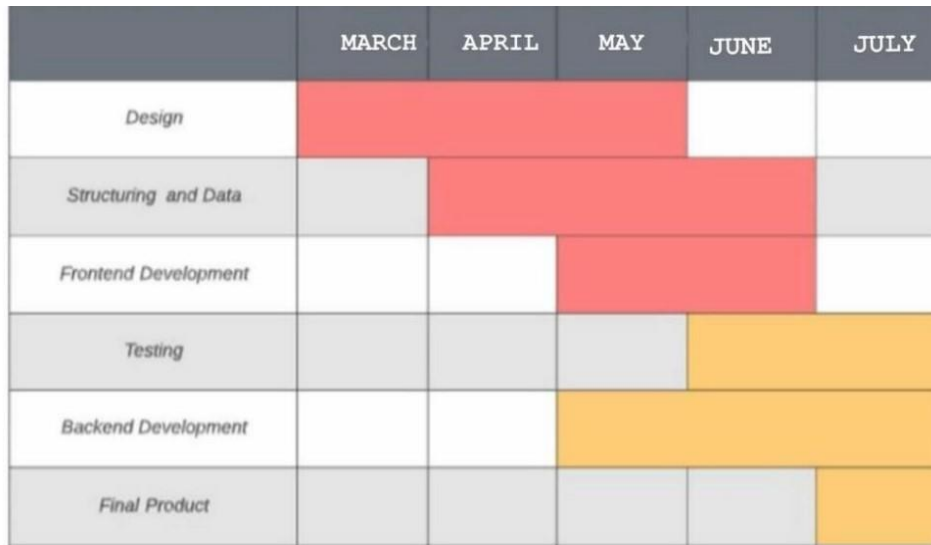 MARCH APRIL MAY JUNE JULY
Design
Structuring and Data
Frontend Development
Testing
Backend Development
Final Product